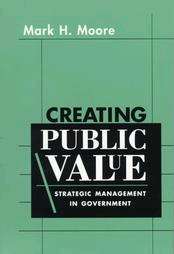 Mark H. Moore
CREATING
PUBLIC
VALUE
STRATEGIC MANAGEMENT
IN GOVERNMENT